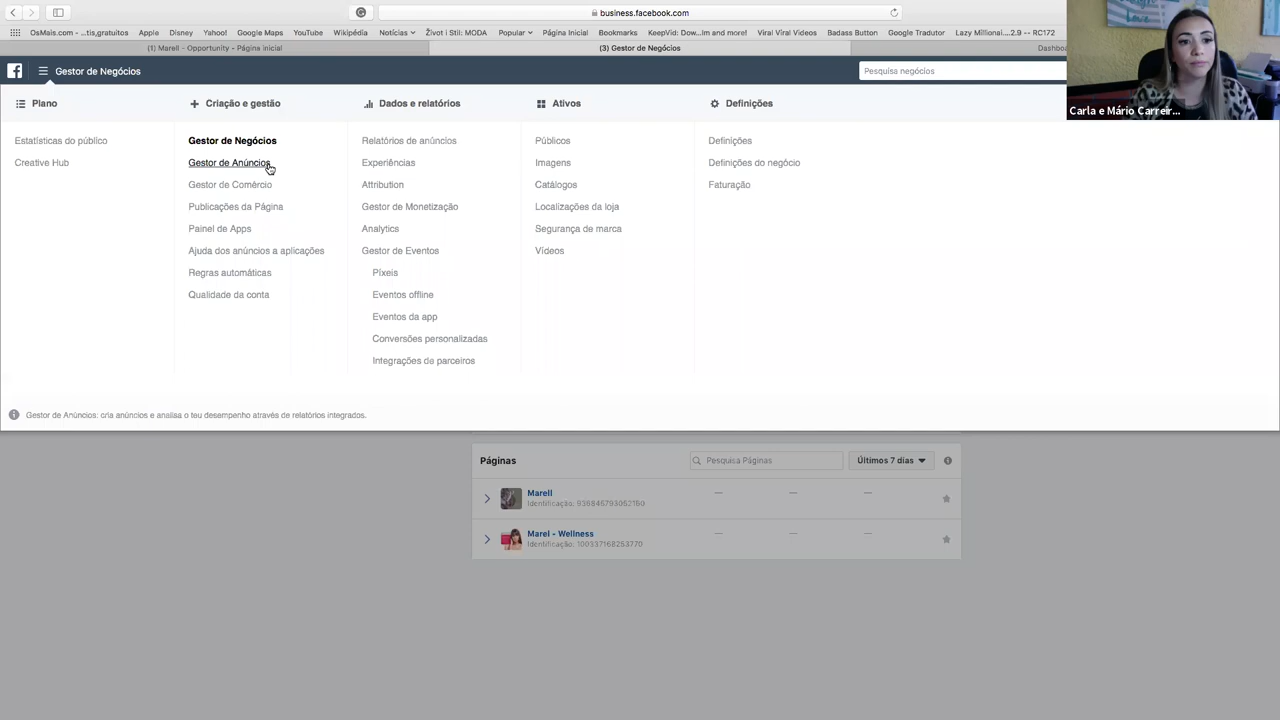 business.facebook.com
OsMais.com - ...tis,gratuitos Apple Disney Yahoo! Google Maps YouTube Wikipédia Notícias Život i Stil: MODA Popular Página Inicial Bookmarks KeepVid: Dow...lm and more! Viral Viral Videos Badass Button Google Tradutor Lazy Millionai....2.9 -- RC172
(1) Marell - Opportunity - Página inicial
(3) Gestor de Negócios
Dashboa
Gestor de Negócios
Pesquisa negócios
Carla e Mário Carreir...
Plano
Estatísticas do público
Creative Hub
Criação e gestão
Gestor de Negócios
Gestor de Anúncios
Gestor de Comércio
Publicações da Página
Painel de Apps
Ajuda dos anúncios a aplicações
Regras automáticas
Qualidade da conta
Dados e relatórios
Relatórios de anúncios
Experiências
Attribution
Gestor de Monetização
Analytics
Gestor de Eventos
Píxeis
Eventos offline
Eventos da app
Conversões personalizadas
Integrações de parceiros
Ativos
Públicos
Imagens
Catálogos
Localizações da loja
Segurança de marca
Vídeos
Definições
Definições
Definições do negócio
Faturação
Gestor de Anúncios: cria anúncios e analisa o teu desempenho através de relatórios integrados.
Páginas
Pesquisa Páginas
Últimos 7 dias
Marell
Identificação:
Marel - Wellness
Identificação: